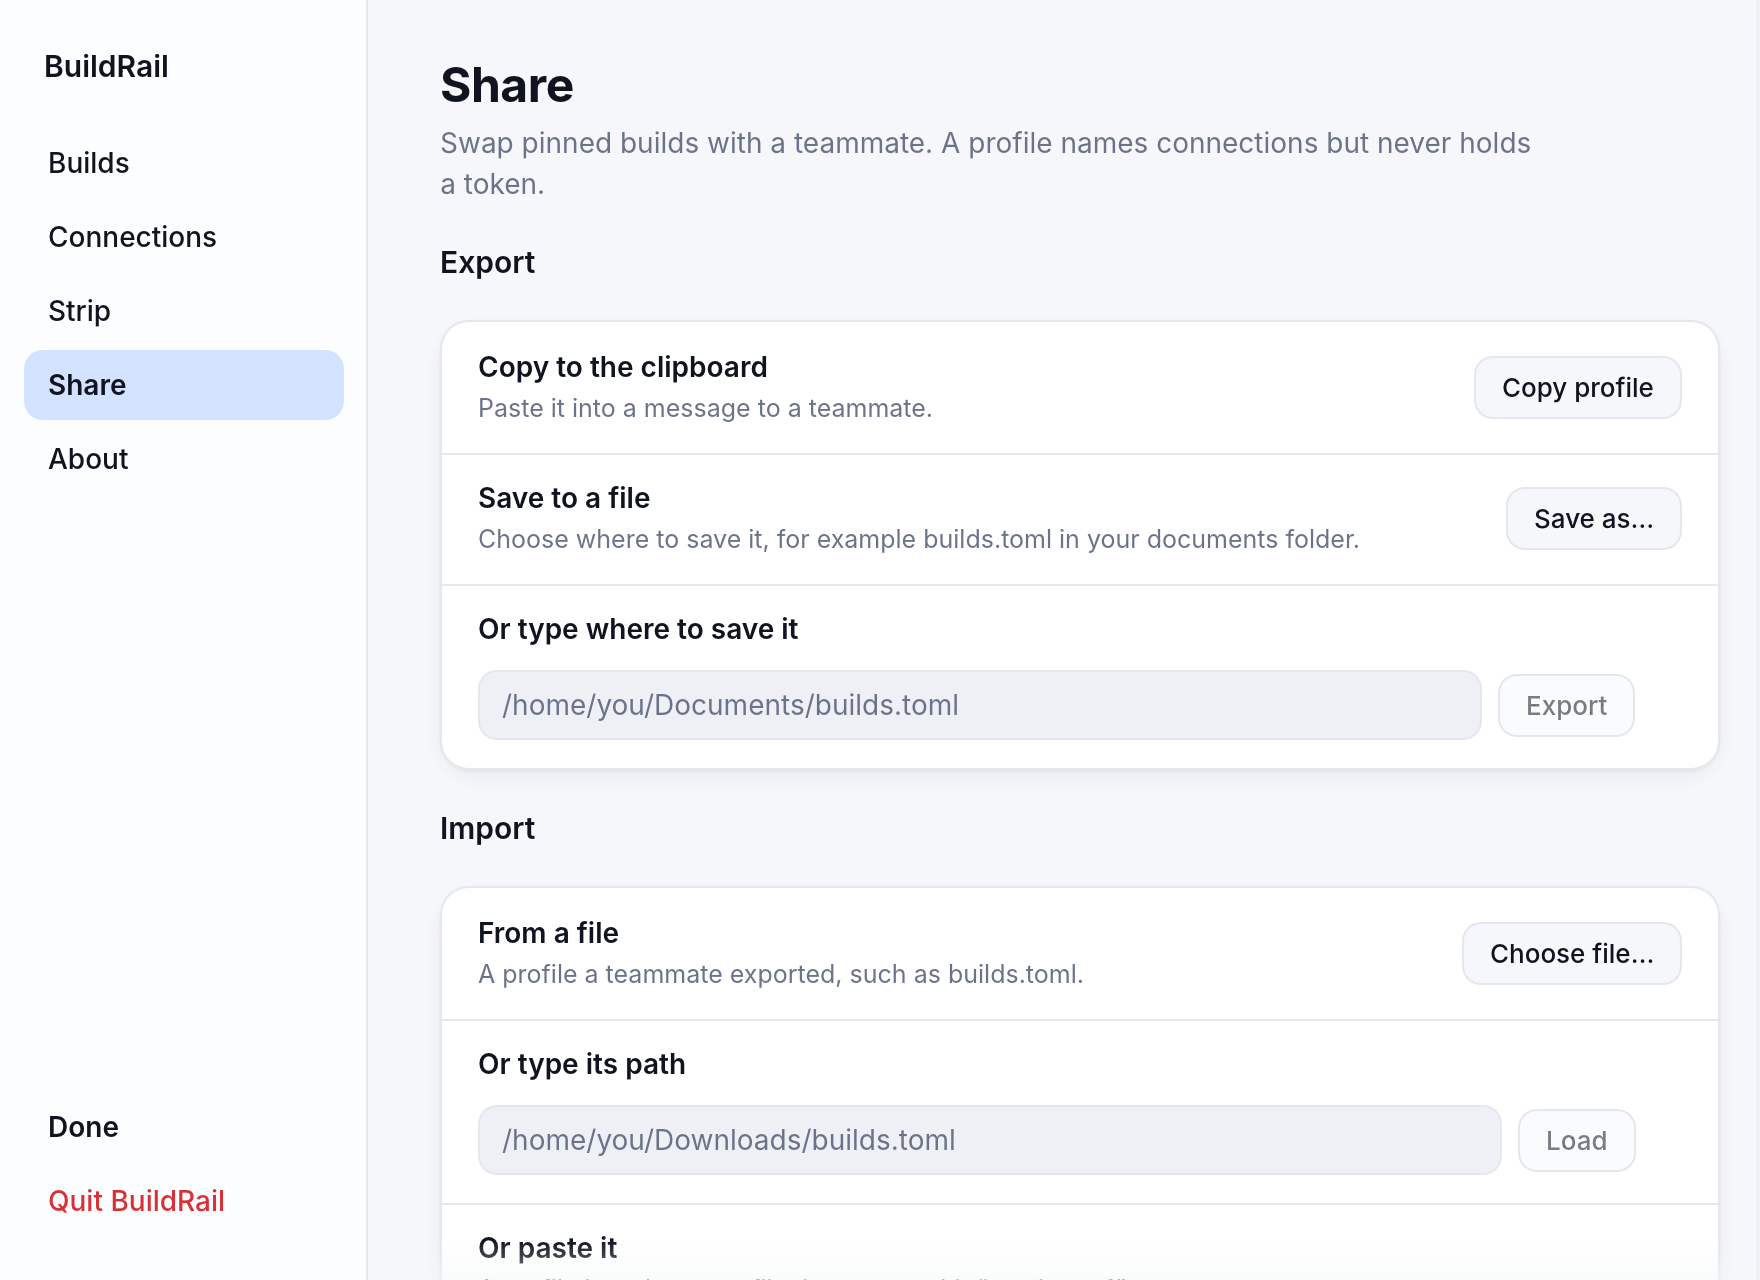 BuildRail
Builds
Connections
Strip
Share
About
Done
Quit BuildRail
Share
Swap pinned builds with a teammate. A profile names connections but never holds
a token.
Export
Copy to the clipboard
Paste it into a message to a teammate.
Copy profile
Save to a file
Choose where to save it, for example builds.toml in your documents folder.
Save as...
Or type where to save it
/home/you/Documents/builds.toml
Export
Import
From a file
A profile a teammate exported, such as builds.toml.
Choose file...
Or type its path
/home/you/Downloads/builds.toml
Load
Or paste it